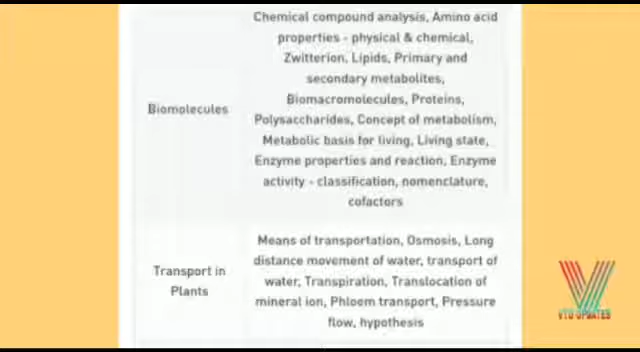 Biomolecules
Chemical compound analysis, Amino acid
properties - physical & chemical,
Zwitterion, Lipids, Primary and
secondary metabolites,
Biomacromolecules, Proteins,
Polysaccharides, Concept of metabolism,
Metabolic basis for living, Living state,
Enzyme properties and reaction, Enzyme
activity - classification, nomenclature,
cofactors
Transport in
Plants
Means of transportation, Osmosis, Long
distance movement of water, transport of
water, Transpiration, Translocation of
mineral ion, Phloem transport, Pressure
flow, hypothesis
VTU UPDATES